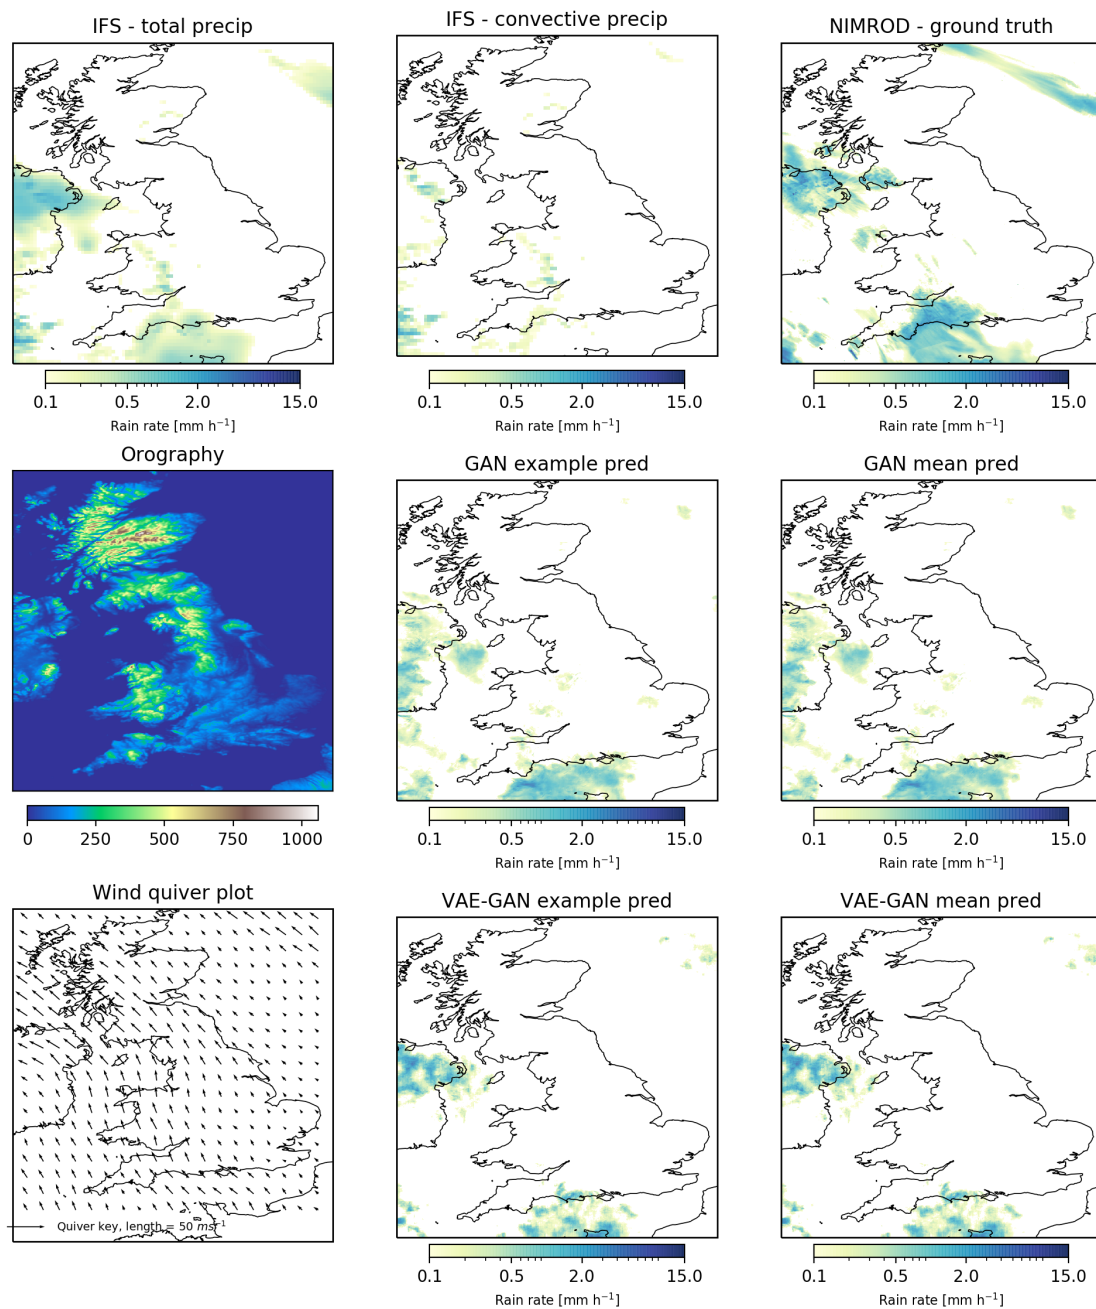 IFS - total precip
IFS - convective precip
NIMROD - ground truth
0.1 0.5 2.0 15.0
Rain rate [mm h⁻¹]
0.1 0.5 2.0 15.0
Rain rate [mm h⁻¹]
0.1 0.5 2.0 15.0
Rain rate [mm h⁻¹]
Orography
GAN example pred
GAN mean pred
0 250 500 750 1000
0.1 0.5 2.0 15.0
Rain rate [mm h⁻¹]
0.1 0.5 2.0 15.0
Rain rate [mm h⁻¹]
Wind quiver plot
VAE-GAN example pred
VAE-GAN mean pred
Quiver key, length = 50 ms⁻¹
0.1 0.5 2.0 15.0
Rain rate [mm h⁻¹]
0.1 0.5 2.0 15.0
Rain rate [mm h⁻¹]